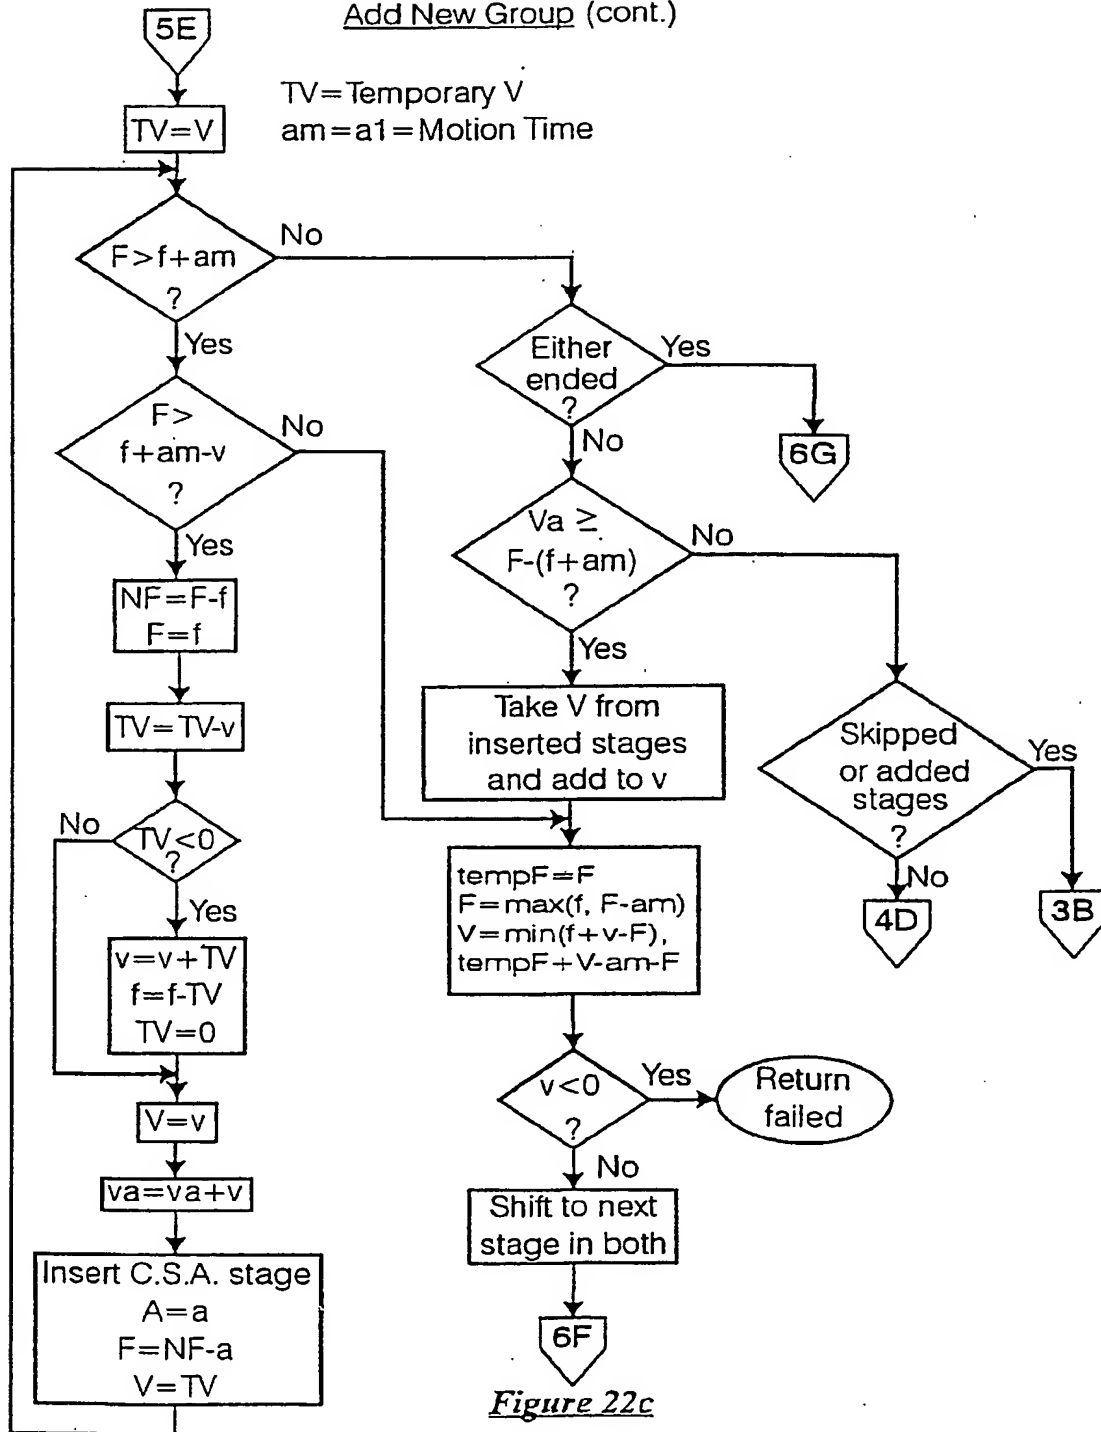 Add New Group (cont.)
5E
TV=Temporary V
am=a1=Motion Time
TV=V
F>f+am
?
No
Yes
F>
f+am-v
?
No
Yes
NF=F-f
F=f
TV=TV-v
TV<0
?
No
Yes
v=v+TV
f=f-TV
TV=0
V=v
va=va+v
Insert C.S.A. stage
A=a
F=NF-a
V=TV
Either
ended
?
Yes
No
6G
Va ≥
F-(f+am)
?
No
Yes
Take V from
inserted stages
and add to v
Skipped
or added
stages
?
Yes
No
4D
3B
tempF=F
F=max(f, F-am)
V=min(f+v-F),
tempF+V-am-F
v<0
?
Yes
No
Return
failed
Shift to next
stage in both
6F
Figure 22c